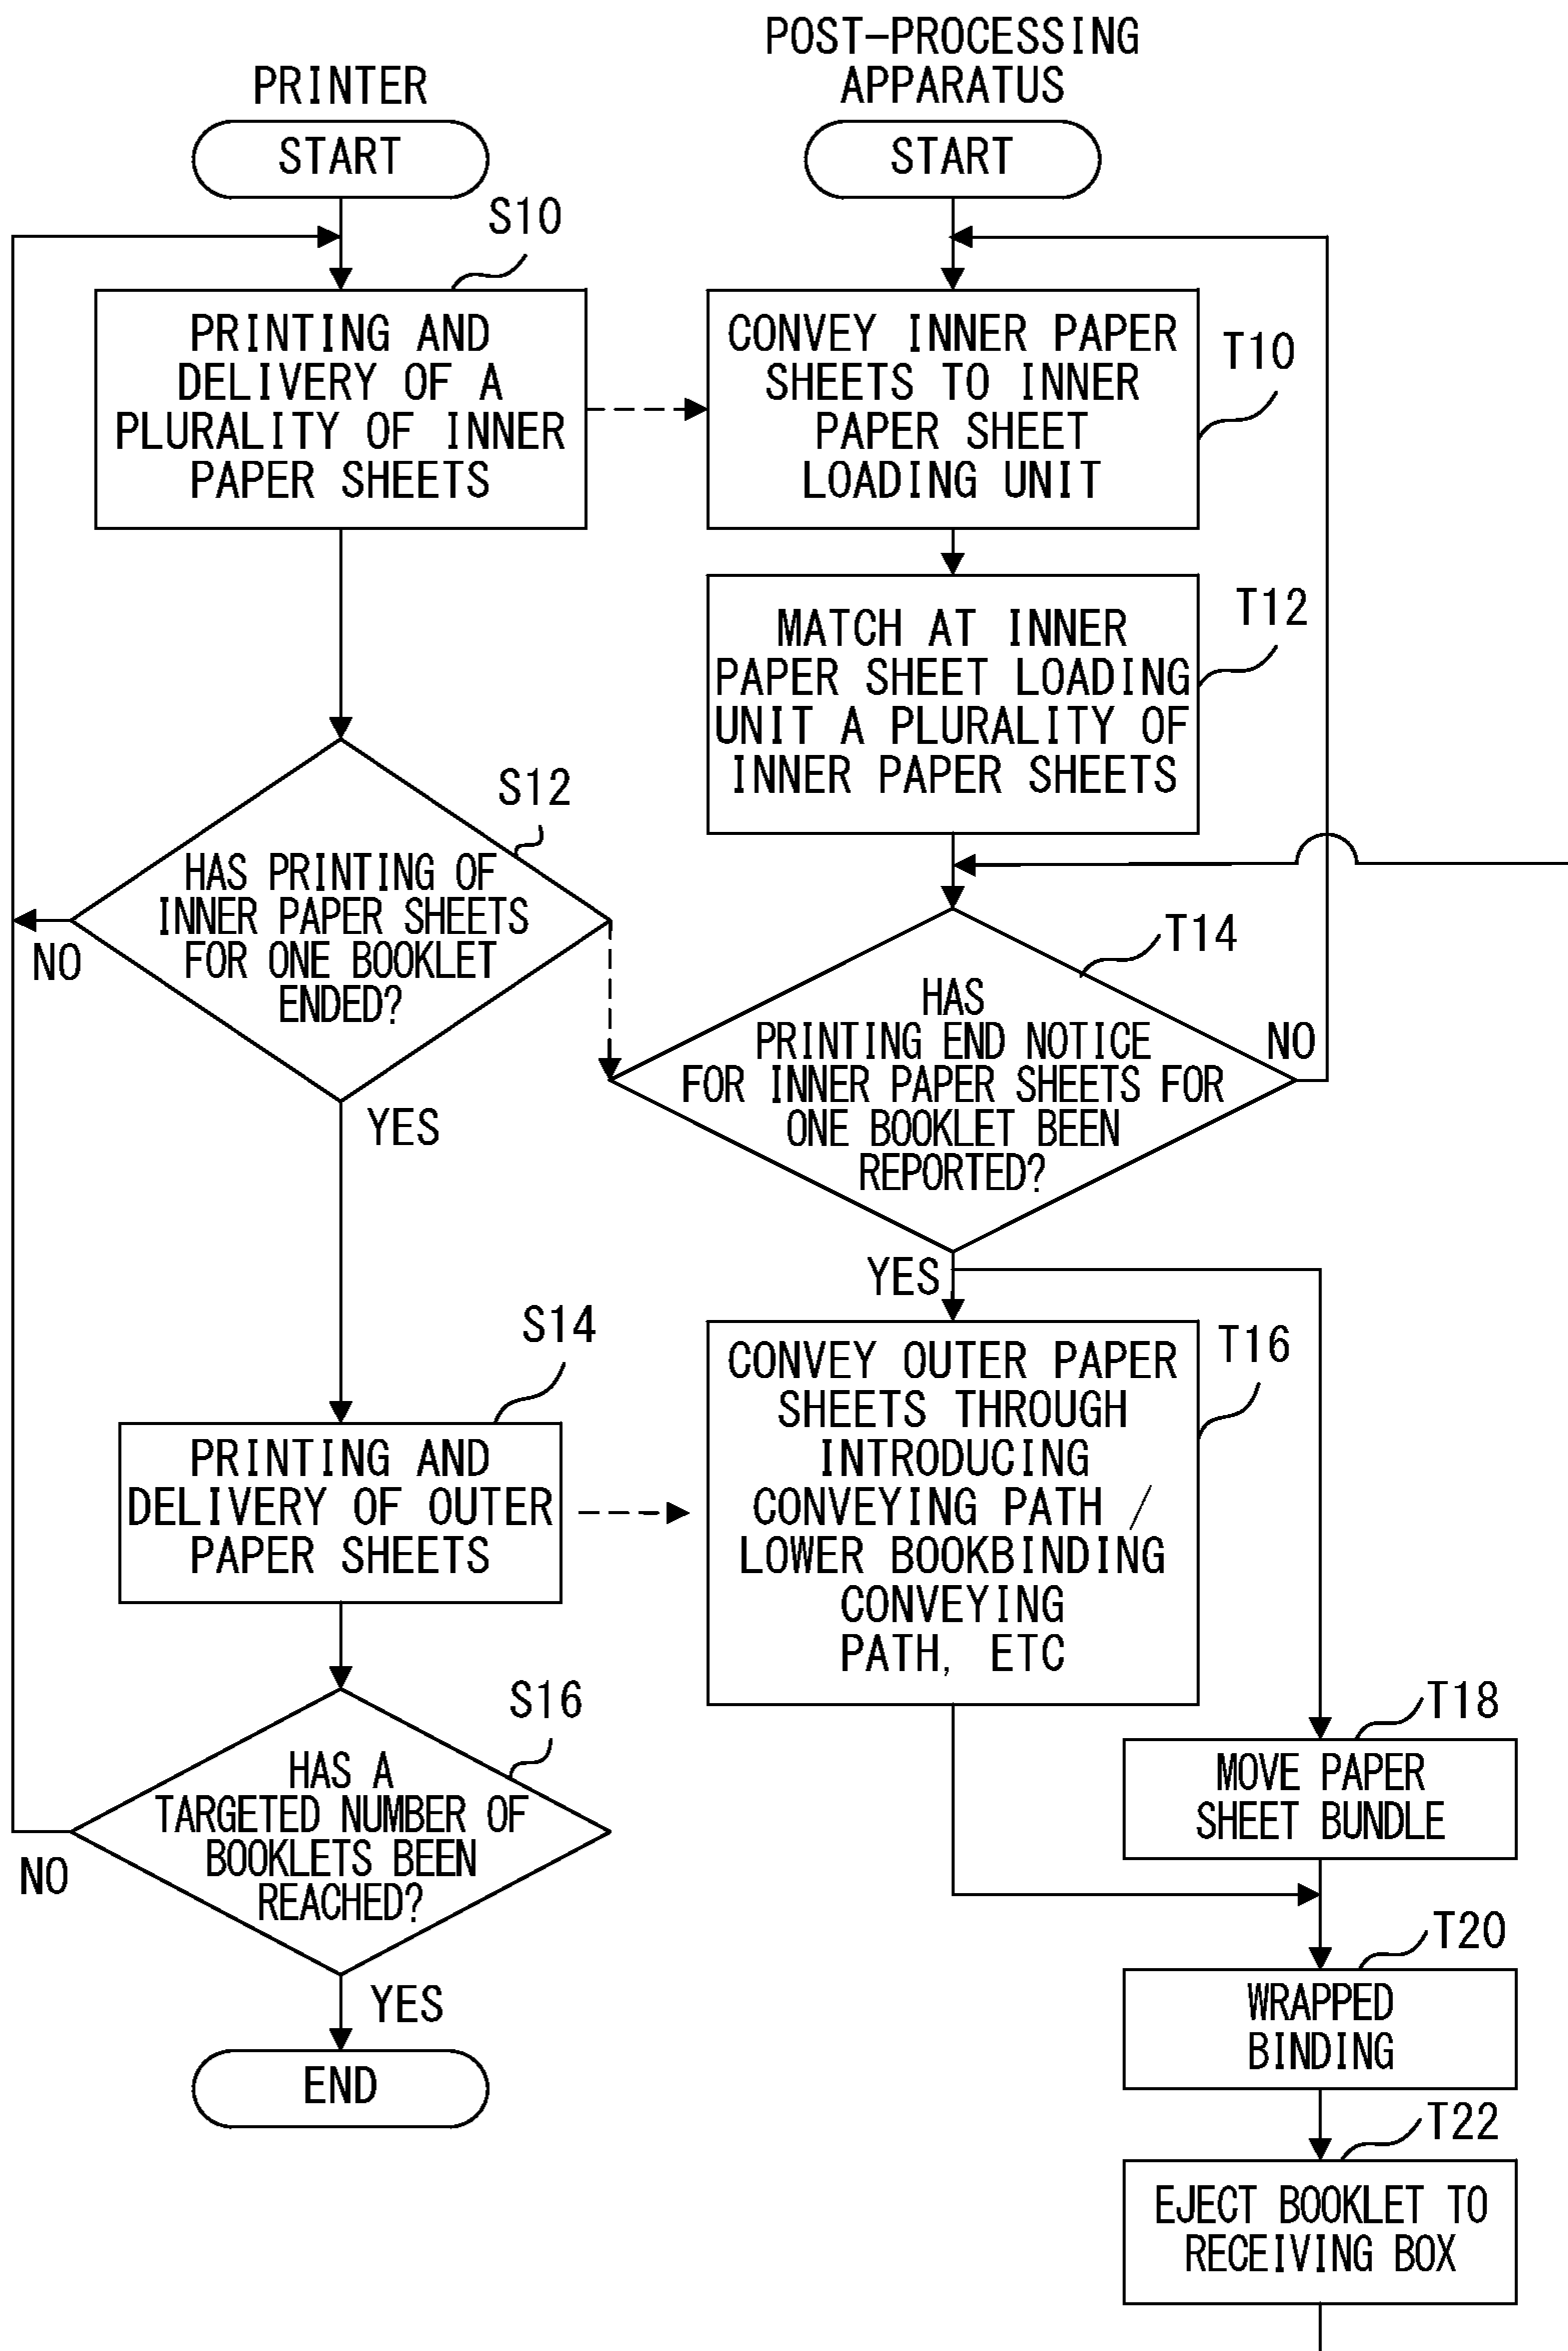 PRINTER
START
S10
PRINTING AND
DELIVERY OF A
PLURALITY OF INNER
PAPER SHEETS
S12
HAS PRINTING OF
INNER PAPER SHEETS
FOR ONE BOOKLET
ENDED?
NO
YES
S14
PRINTING AND
DELIVERY OF OUTER
PAPER SHEETS
S16
HAS A
TARGETED NUMBER OF
BOOKLETS BEEN
REACHED?
NO
YES
END
POST-PROCESSING
APPARATUS
START
CONVEY INNER PAPER
SHEETS TO INNER
PAPER SHEET
LOADING UNIT
T10
MATCH AT INNER
PAPER SHEET LOADING
UNIT A PLURALITY OF
INNER PAPER SHEETS
T12
T14
HAS
PRINTING END NOTICE
FOR INNER PAPER SHEETS FOR
ONE BOOKLET BEEN
REPORTED?
NO
YES
CONVEY OUTER PAPER
SHEETS THROUGH
INTRODUCING
CONVEYING PATH /
LOWER BOOKBINDING
CONVEYING
PATH, ETC
T16
T18
MOVE PAPER
SHEET BUNDLE
T20
WRAPPED
BINDING
T22
EJECT BOOKLET TO
RECEIVING BOX